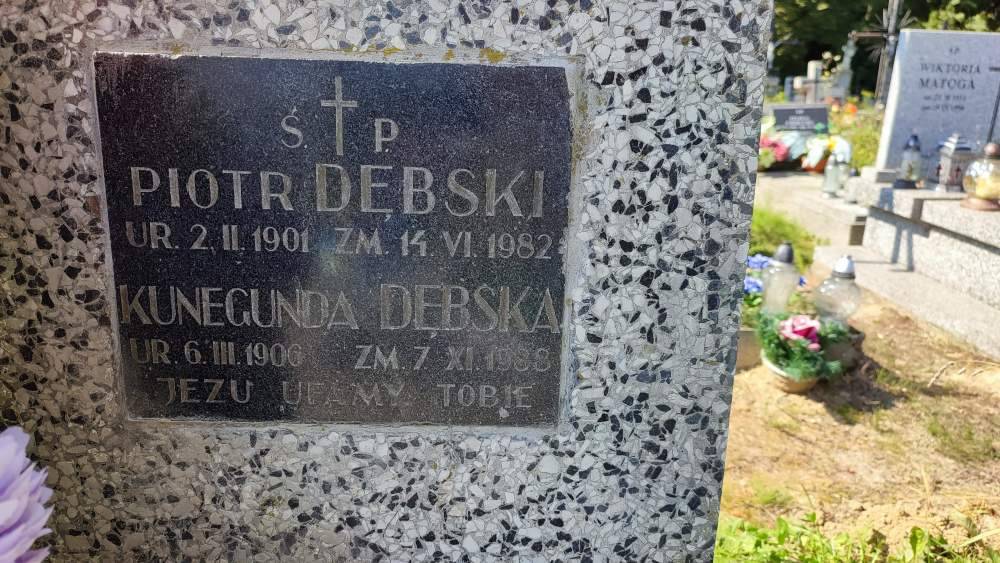 Ś. P
PIOTR DĘBSKI
UR. 2. II. 1901 ZM. 14. VI. 1982
KUNEGUNDA DĘBSKA
UR. 6. III. 1906 ZM. 7 XI. 1988
JEZU UFAMY TOBIE
WIKTORIA
MATOGA